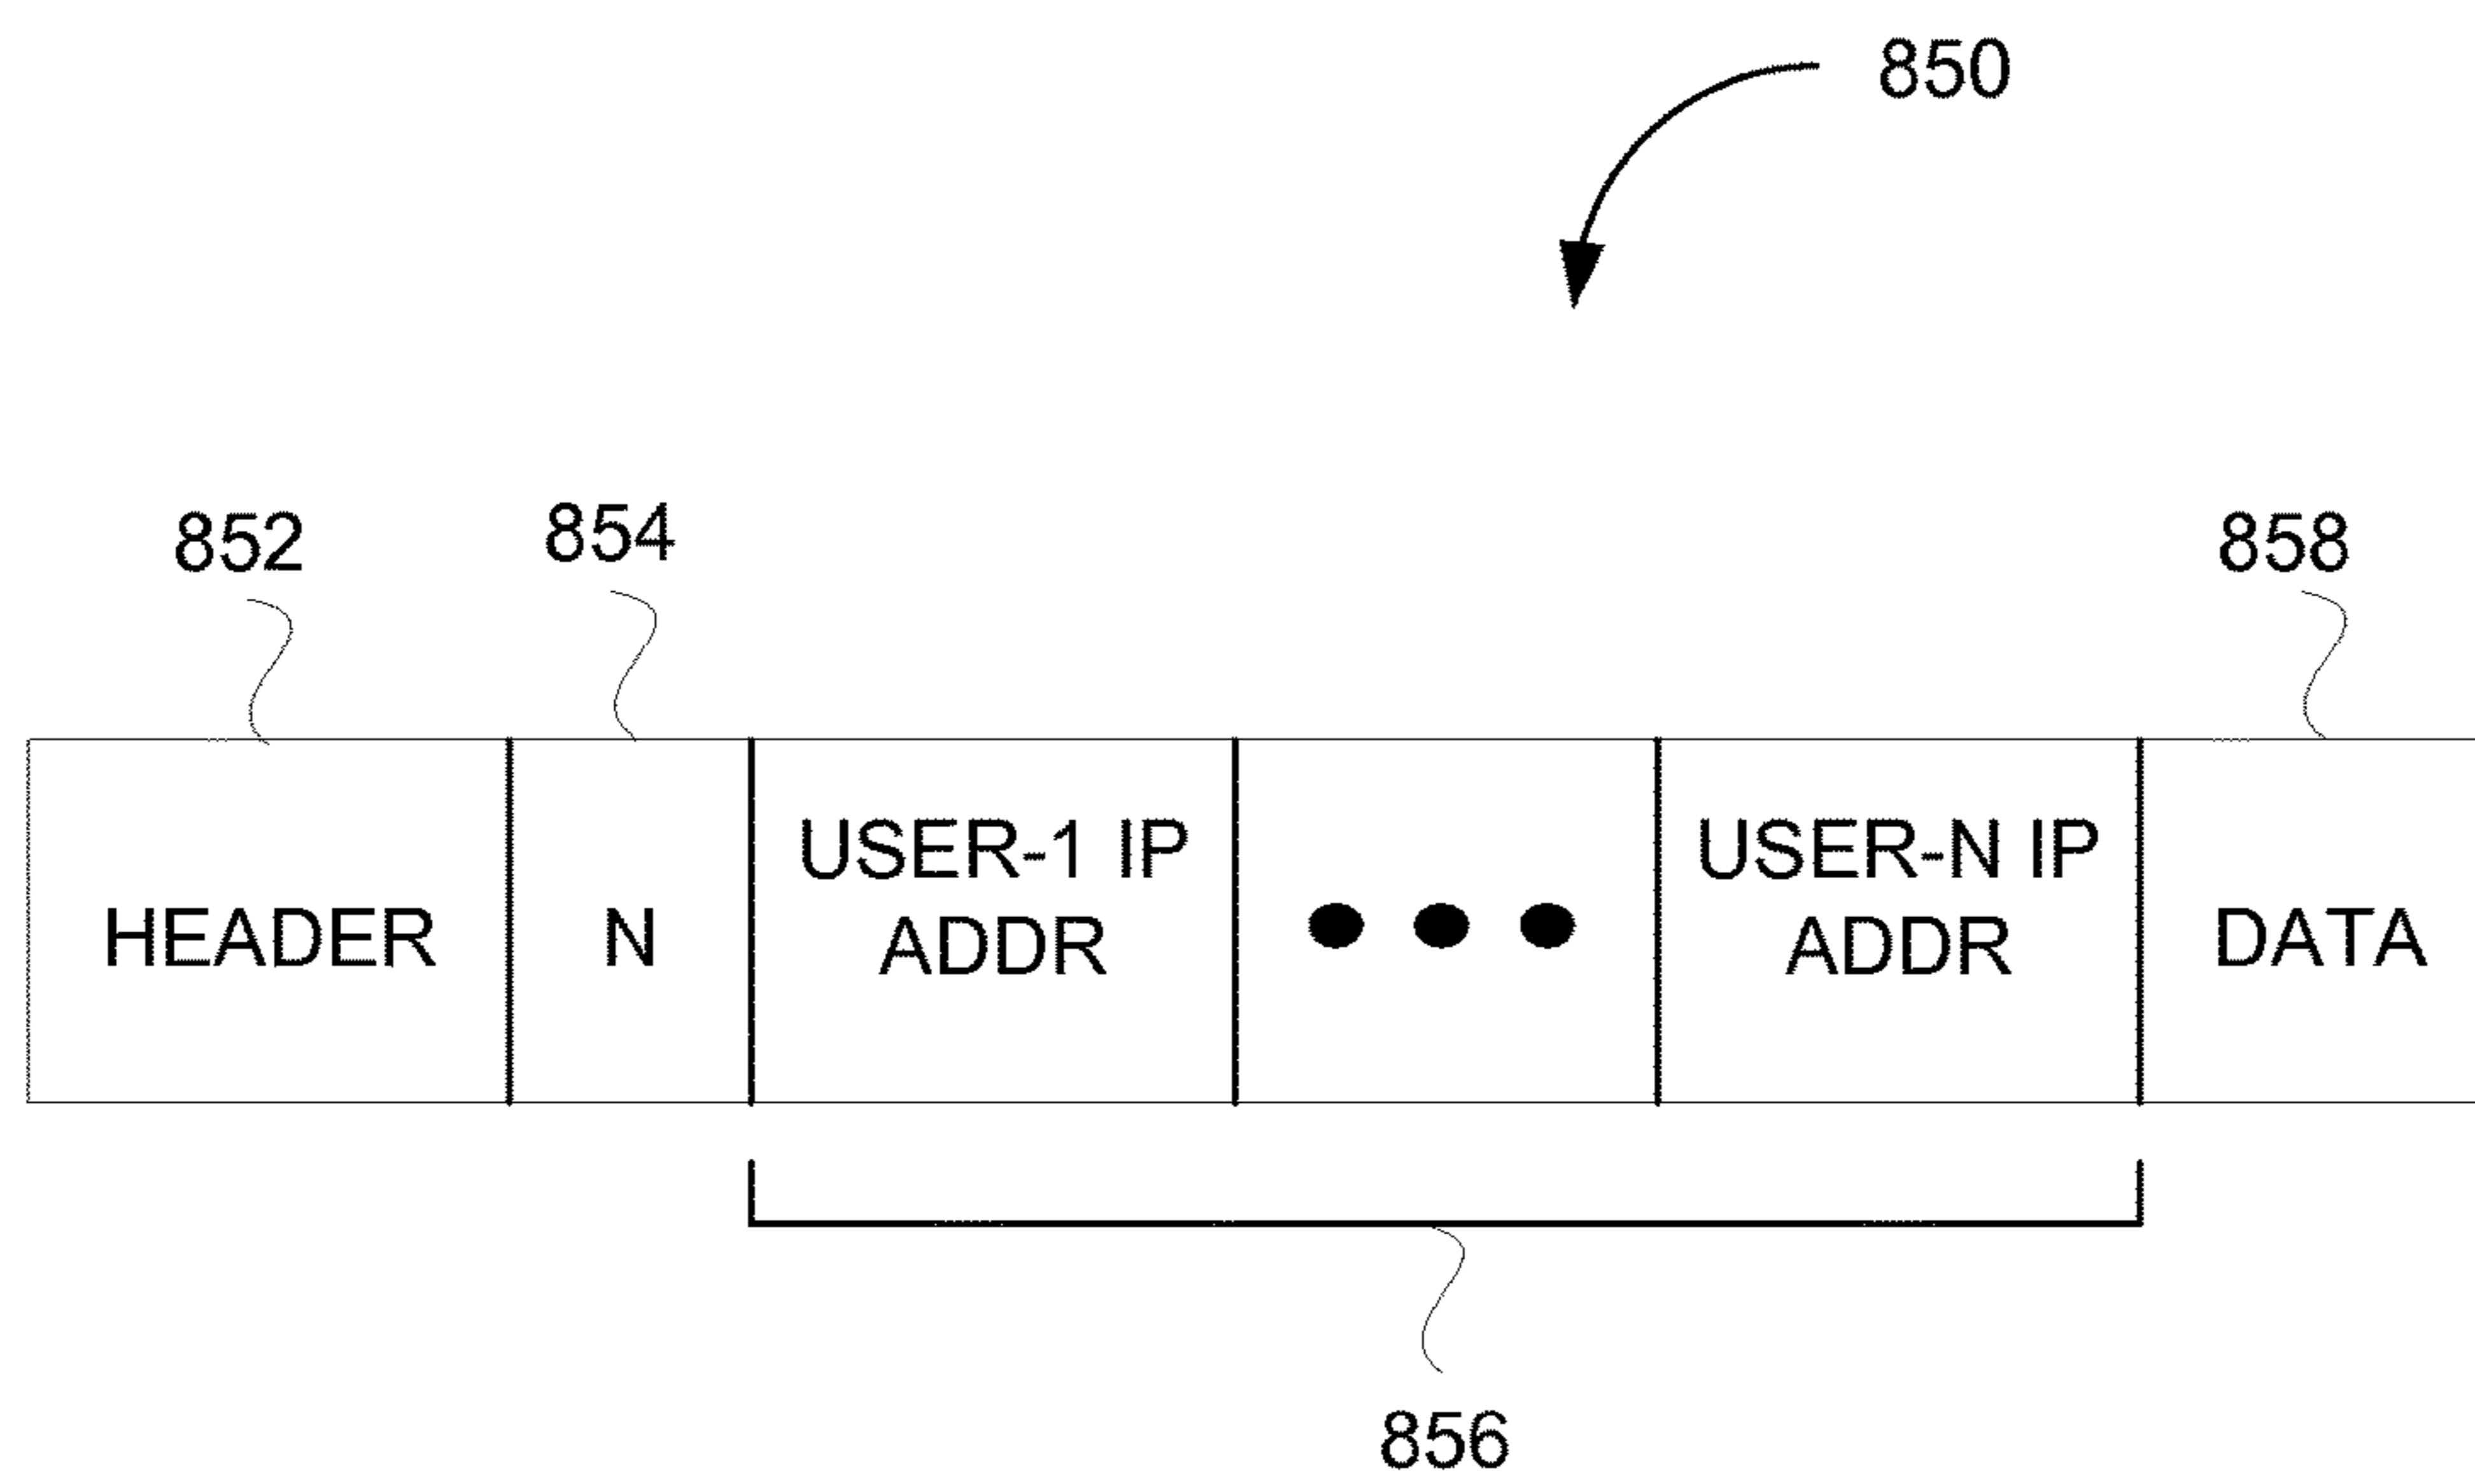 850
852
854
858
HEADER
N
USER-1 IP
ADDR
USER-N IP
ADDR
DATA
856